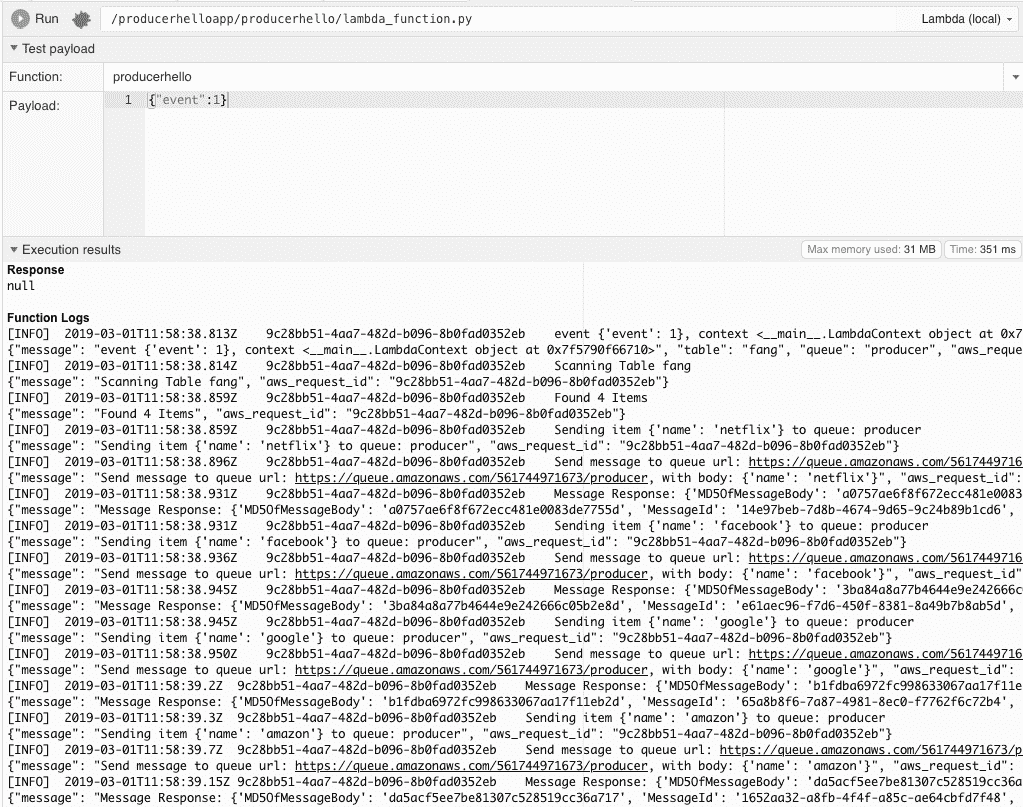 Run /producerhelloapp/producerhello/lambda_function.py Lambda (local)
Test payload
Function: producerhello
Payload: 1 {"event":1}
Execution results Max memory used: 31 MB Time: 351 ms
Response
null
Function Logs
[INFO] 2019-03-01T11:58:38.813Z 9c28bb51-4aa7-482d-b096-8b0fad0352eb event {'event': 1}, context <__main__.LambdaContext object at 0x7
{"message": "event {'event': 1}, context <__main__.LambdaContext object at 0x7f5790f66710>", "table": "fang", "queue": "producer", "aws_reque
[INFO] 2019-03-01T11:58:38.814Z 9c28bb51-4aa7-482d-b096-8b0fad0352eb Scanning Table fang
{"message": "Scanning Table fang", "aws_request_id": "9c28bb51-4aa7-482d-b096-8b0fad0352eb"}
[INFO] 2019-03-01T11:58:38.859Z 9c28bb51-4aa7-482d-b096-8b0fad0352eb Found 4 Items
{"message": "Found 4 Items", "aws_request_id": "9c28bb51-4aa7-482d-b096-8b0fad0352eb"}
[INFO] 2019-03-01T11:58:38.859Z 9c28bb51-4aa7-482d-b096-8b0fad0352eb Sending item {'name': 'netflix'} to queue: producer
{"message": "Sending item {'name': 'netflix'} to queue: producer", "aws_request_id": "9c28bb51-4aa7-482d-b096-8b0fad0352eb"}
[INFO] 2019-03-01T11:58:38.896Z 9c28bb51-4aa7-482d-b096-8b0fad0352eb Send message to queue url: https://queue.amazonaws.com/5617449716
{"message": "Send message to queue url: https://queue.amazonaws.com/561744971673/producer, with body: {'name': 'netflix'}", "aws_request_id":
[INFO] 2019-03-01T11:58:38.931Z 9c28bb51-4aa7-482d-b096-8b0fad0352eb Message Response: {'MD5OfMessageBody': 'a0757ae6f8f672ecc481e0083
{"message": "Message Response: {'MD5OfMessageBody': 'a0757ae6f8f672ecc481e0083de7755d', 'MessageId': '14e97beb-7d8b-4674-9d65-9c24b89b1cd6',
[INFO] 2019-03-01T11:58:38.931Z 9c28bb51-4aa7-482d-b096-8b0fad0352eb Sending item {'name': 'facebook'} to queue: producer
{"message": "Sending item {'name': 'facebook'} to queue: producer", "aws_request_id": "9c28bb51-4aa7-482d-b096-8b0fad0352eb"}
[INFO] 2019-03-01T11:58:38.936Z 9c28bb51-4aa7-482d-b096-8b0fad0352eb Send message to queue url: https://queue.amazonaws.com/5617449716
{"message": "Send message to queue url: https://queue.amazonaws.com/561744971673/producer, with body: {'name': 'facebook'}", "aws_request_id"
[INFO] 2019-03-01T11:58:38.945Z 9c28bb51-4aa7-482d-b096-8b0fad0352eb Message Response: {'MD5OfMessageBody': '3ba84a8a77b4644e9e242666c
{"message": "Message Response: {'MD5OfMessageBody': '3ba84a8a77b4644e9e242666c05b2e8d', 'MessageId': 'e61aec96-f7d6-450f-8381-8a49b7b8ab5d',
[INFO] 2019-03-01T11:58:38.945Z 9c28bb51-4aa7-482d-b096-8b0fad0352eb Sending item {'name': 'google'} to queue: producer
{"message": "Sending item {'name': 'google'} to queue: producer", "aws_request_id": "9c28bb51-4aa7-482d-b096-8b0fad0352eb"}
[INFO] 2019-03-01T11:58:38.950Z 9c28bb51-4aa7-482d-b096-8b0fad0352eb Send message to queue url: https://queue.amazonaws.com/5617449716
{"message": "Send message to queue url: https://queue.amazonaws.com/561744971673/producer, with body: {'name': 'google'}", "aws_request_id":
[INFO] 2019-03-01T11:58:39.2Z 9c28bb51-4aa7-482d-b096-8b0fad0352eb Message Response: {'MD5OfMessageBody': 'b1fdba6972fc998633067aa17f11e
{"message": "Message Response: {'MD5OfMessageBody': 'b1fdba6972fc998633067aa17f11eb2d', 'MessageId': '65a8b8f6-7a87-4981-8ec0-f7762f6c72b4',
[INFO] 2019-03-01T11:58:39.3Z 9c28bb51-4aa7-482d-b096-8b0fad0352eb Sending item {'name': 'amazon'} to queue: producer
{"message": "Sending item {'name': 'amazon'} to queue: producer", "aws_request_id": "9c28bb51-4aa7-482d-b096-8b0fad0352eb"}
[INFO] 2019-03-01T11:58:39.7Z 9c28bb51-4aa7-482d-b096-8b0fad0352eb Send message to queue url: https://queue.amazonaws.com/561744971673/p
{"message": "Send message to queue url: https://queue.amazonaws.com/561744971673/producer, with body: {'name': 'amazon'}", "aws_request_id":
[INFO] 2019-03-01T11:58:39.15Z 9c28bb51-4aa7-482d-b096-8b0fad0352eb Message Response: {'MD5OfMessageBody': 'da5acf5ee7be81307c528519cc36a
{"message": "Message Response: {'MD5OfMessageBody': 'da5acf5ee7be81307c528519cc36a717', 'MessageId': '1652aa32-a8fb-4f4f-a85c-ae64cbfd7f48',